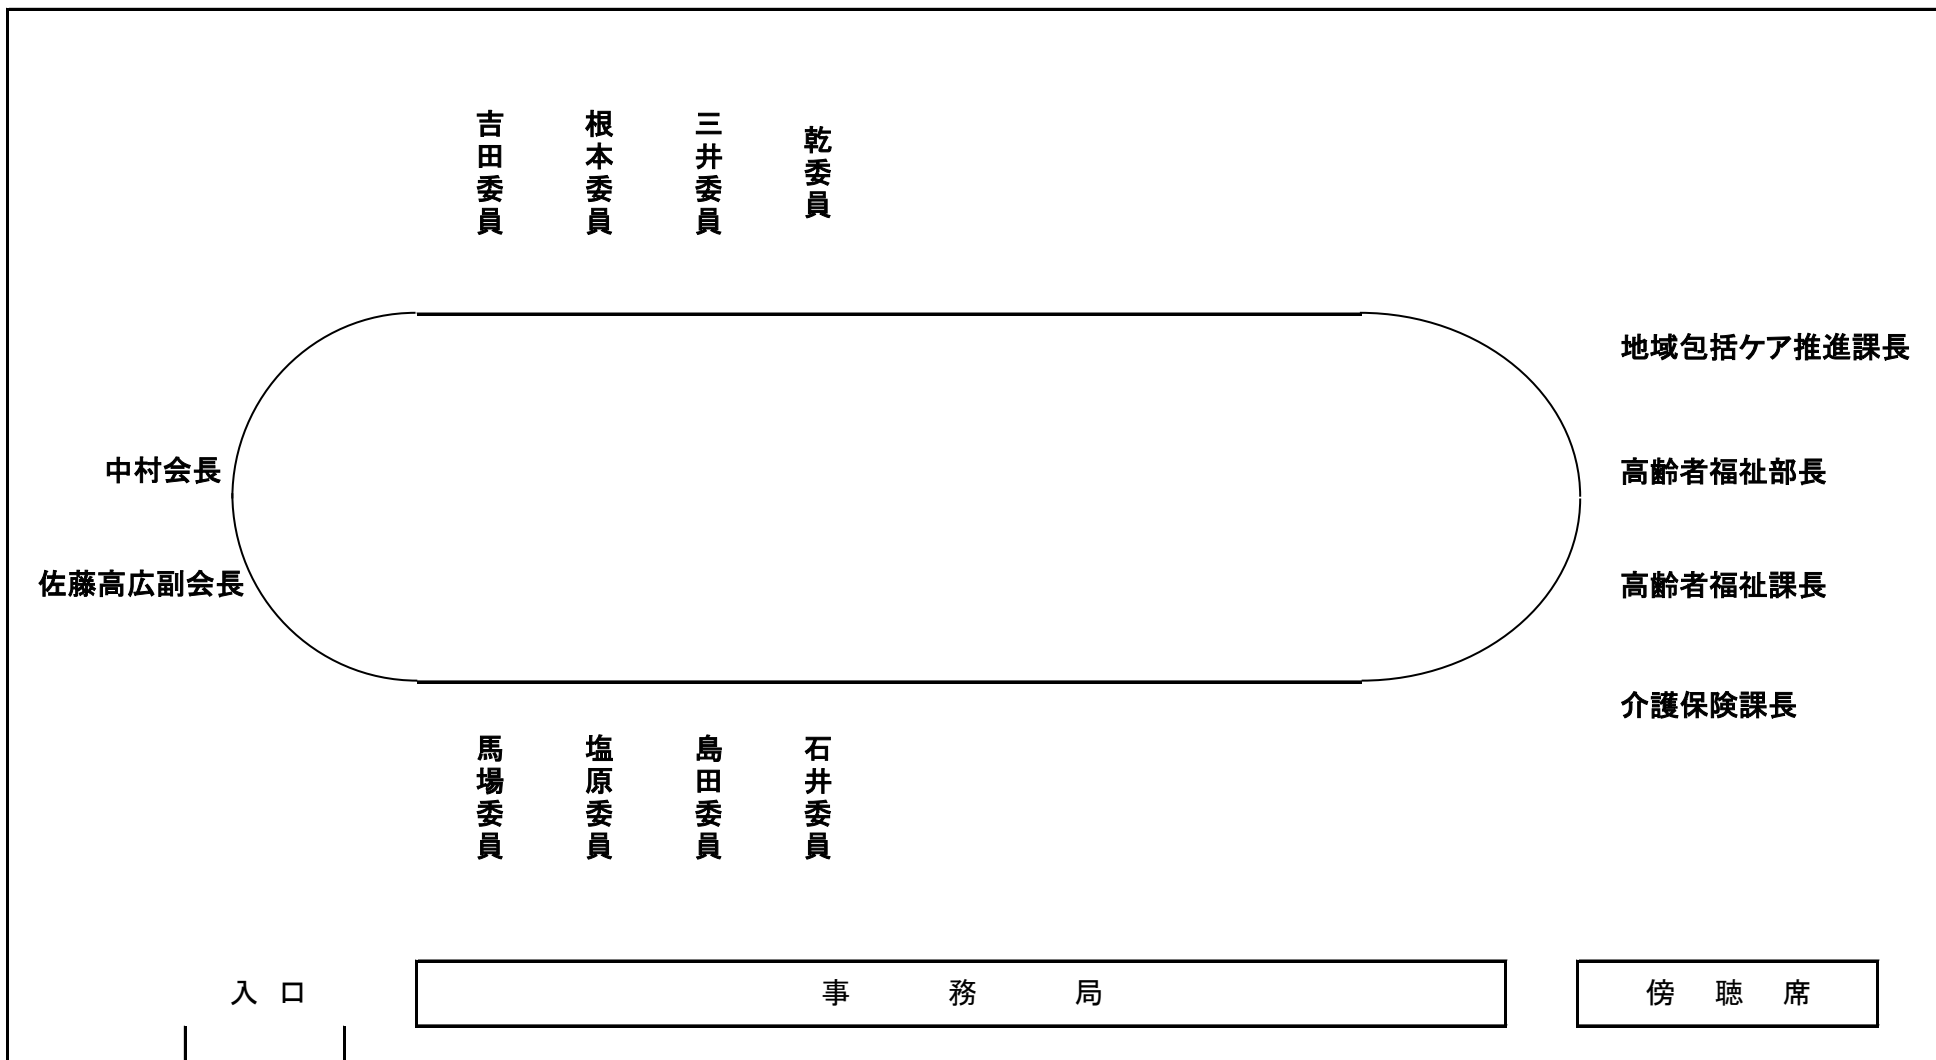 吉田委員
根本委員
三井委員
乾委員
地域包括ケア推進課長
中村会長
高齢者福祉部長
佐藤高広副会長
高齢者福祉課長
介護保険課長
馬場委員
塩原委員
島田委員
石井委員
入 口
事 務 局
傍 聴 席